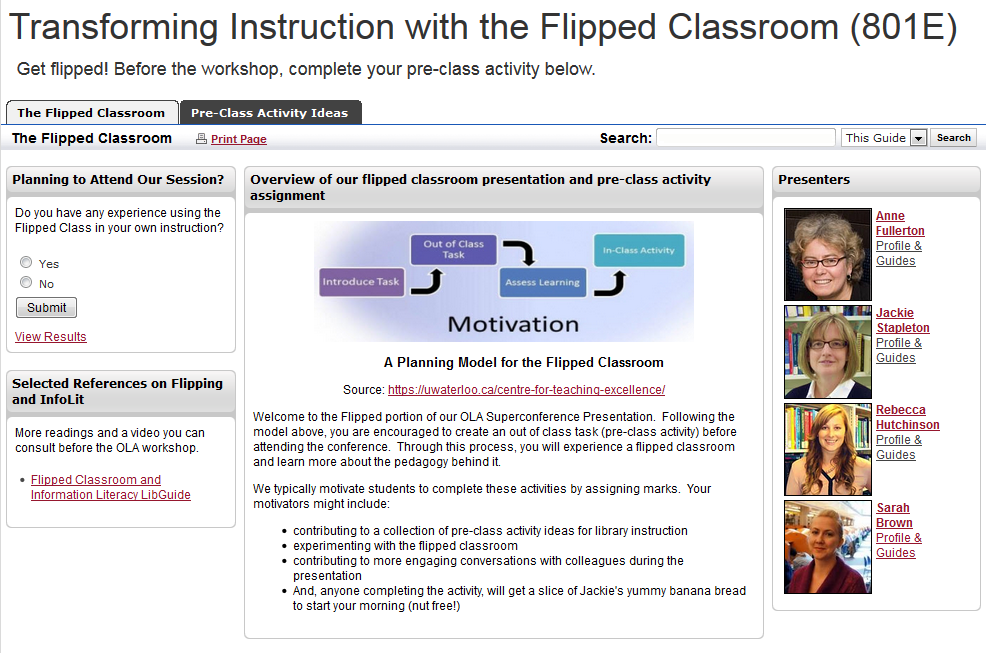 Transforming Instruction with the Flipped Classroom (801E)
Get flipped! Before the workshop, complete your pre-class activity below.
The Flipped Classroom
Pre-Class Activity Ideas
The Flipped Classroom
Print Page
Search:
This Guide
Search
Planning to Attend Our Session?
Do you have any experience using the
Flipped Class in your own instruction?
Yes
No
Submit
View Results
Selected References on Flipping
and InfoLit
More readings and a video you can
consult before the OLA workshop.
• Flipped Classroom and
Information Literacy LibGuide
Overview of our flipped classroom presentation and pre-class activity
assignment
Introduce Task
Out of Class
Task
Assess Learning
In-Class Activity
Motivation
A Planning Model for the Flipped Classroom
Source: https://uwaterloo.ca/centre-for-teaching-excellence/
Welcome to the Flipped portion of our OLA Superconference Presentation.  Following the
model above, you are encouraged to create an out of class task (pre-class activity) before
attending the conference.  Through this process, you will experience a flipped classroom
and learn more about the pedagogy behind it.
We typically motivate students to complete these activities by assigning marks.  Your
motivators might include:
• contributing to a collection of pre-class activity ideas for library instruction
• experimenting with the flipped classroom
• contributing to more engaging conversations with colleagues during the
presentation
• And, anyone completing the activity, will get a slice of Jackie's yummy banana bread
to start your morning (nut free!)
Presenters
Anne
Fullerton
Profile &
Guides
Jackie
Stapleton
Profile &
Guides
Rebecca
Hutchinson
Profile &
Guides
Sarah
Brown
Profile &
Guides